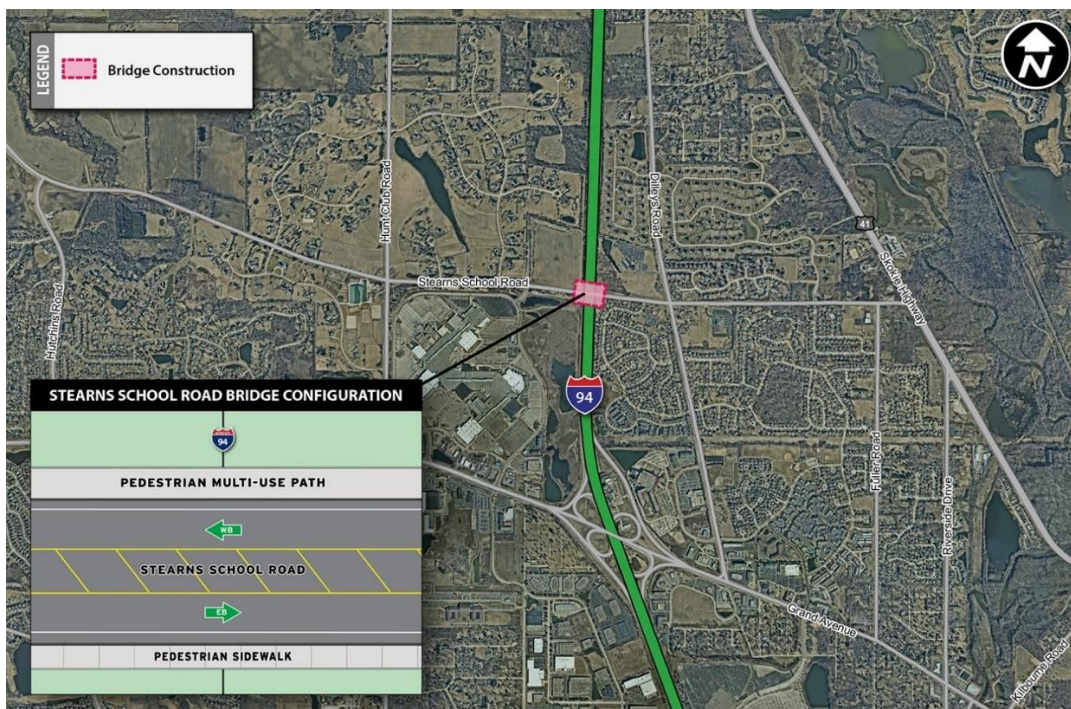 LEGEND
Bridge Construction
N
Hunt Club Road
Dilleys Road
41
Skokie Highway
Stearns School Road
Hutchins Road
94
STEARNS SCHOOL ROAD BRIDGE CONFIGURATION
94
PEDESTRIAN MULTI-USE PATH
WB
STEARNS SCHOOL ROAD
EB
PEDESTRIAN SIDEWALK
Fuller Road
Riverside Drive
Grand Avenue
Kilbourne Road